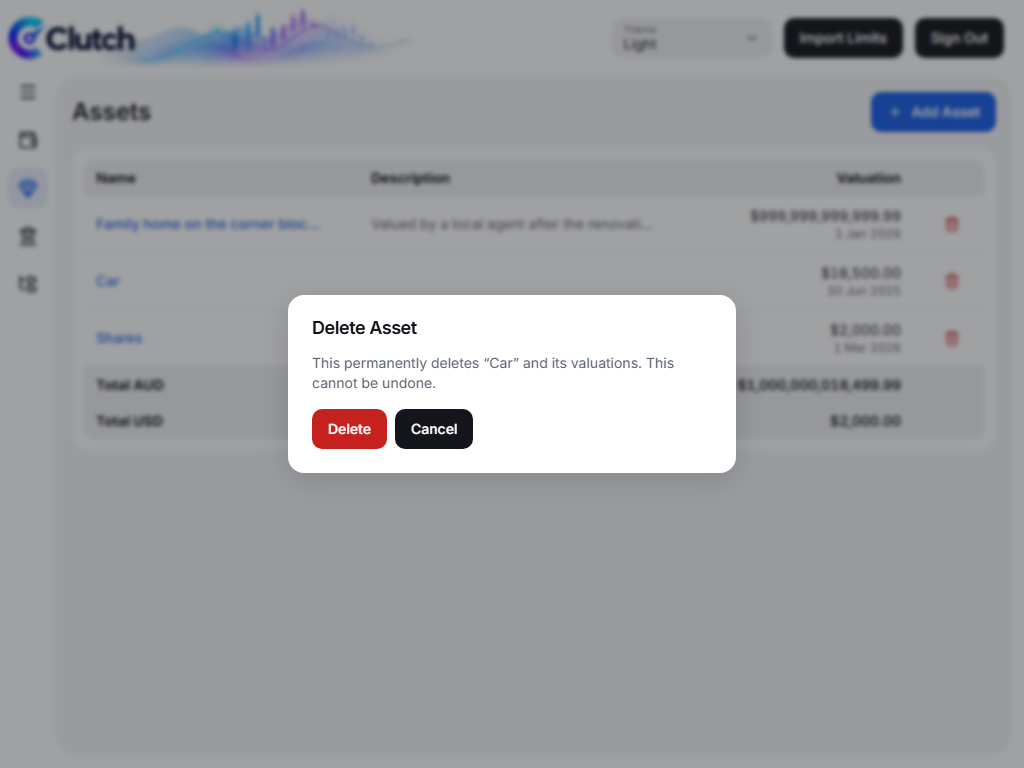 Clutch
Theme
Light
Import Limits
Sign Out
Assets
Add Asset
Name Description Valuation
Family home on the corner bloc... Valued by a local agent after the renovati... $999,999,999,999.99
1 Jan 2026
Car $18,500.00
30 Jun 2025
Shares $2,000.00
1 Mar 2026
Total AUD $1,000,000,018,499.99
Total USD $2,000.00
Delete Asset
This permanently deletes “Car” and its valuations. This
cannot be undone.
Delete Cancel